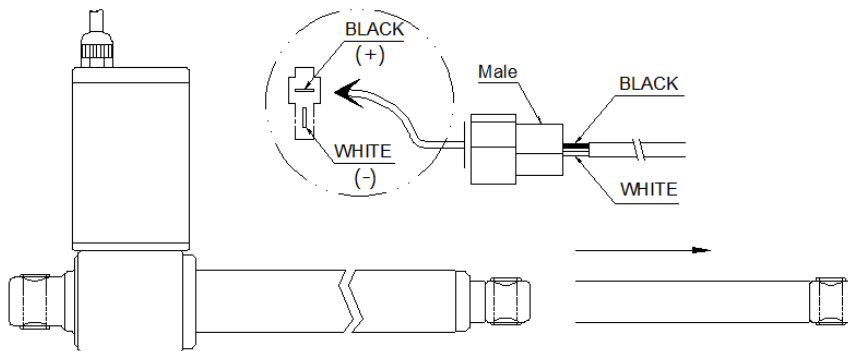 BLACK
(+)
Male
BLACK
WHITE
(-)
WHITE